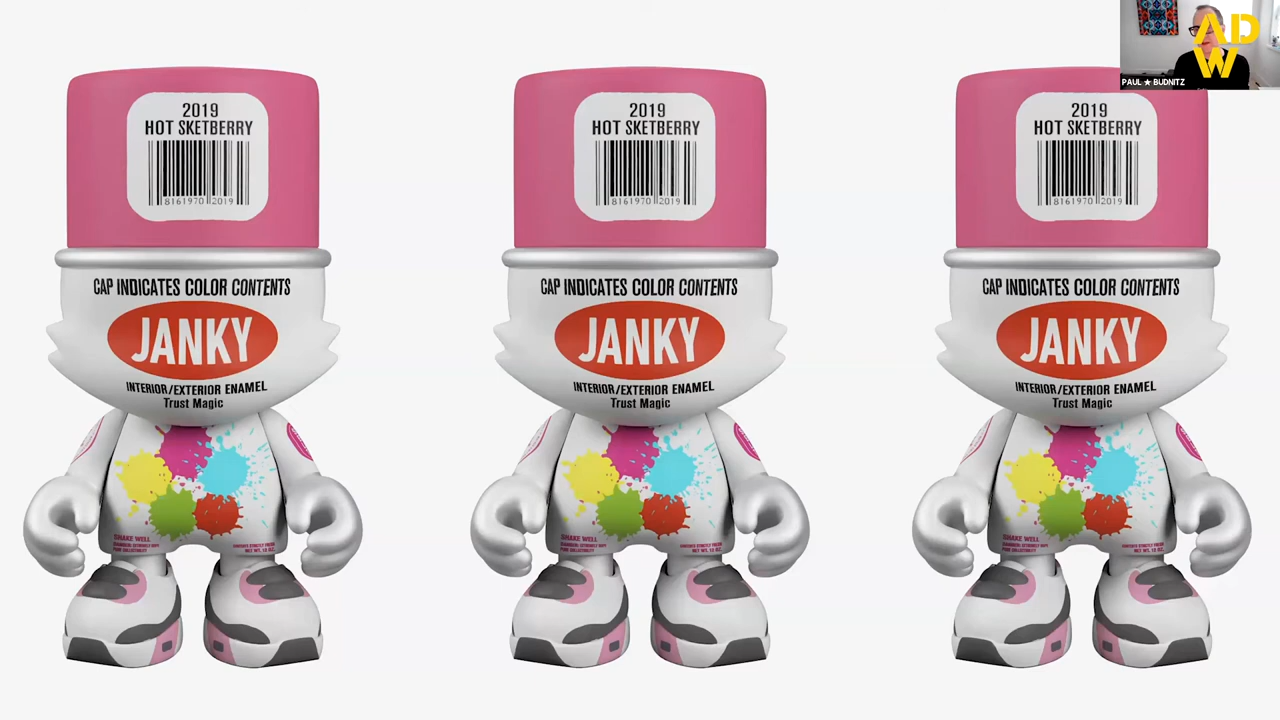 2019
HOT SKETBERRY
8161970 2019
CAP INDICATES COLOR CONTENTS
JANKY
INTERIOR/EXTERIOR ENAMEL
Trust Magic
SHAKE WELL
2019
HOT SKETBERRY
8161970 2019
CAP INDICATES COLOR CONTENTS
JANKY
INTERIOR/EXTERIOR ENAMEL
Trust Magic
SHAKE WELL
2019
HOT SKETBERRY
8161970 2019
CAP INDICATES COLOR CONTENTS
JANKY
INTERIOR/EXTERIOR ENAMEL
Trust Magic
SHAKE WELL
ADW
PAUL ★ BUDNITZ